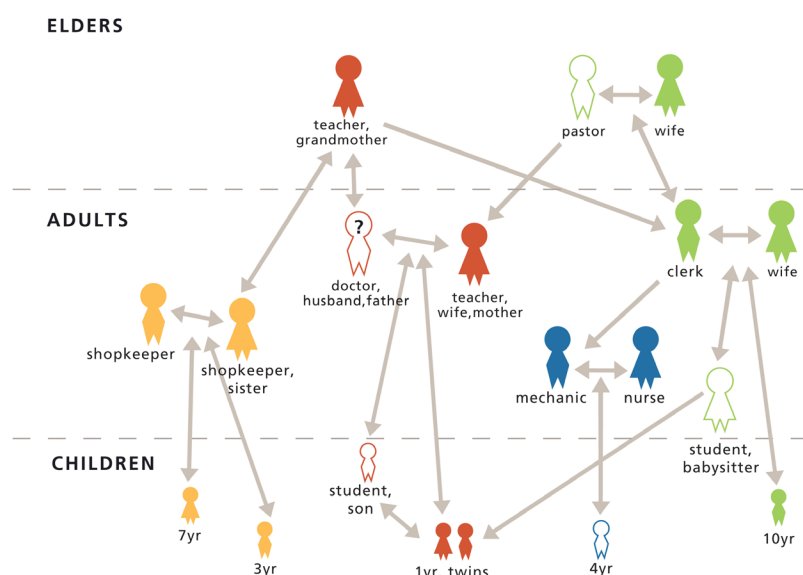 ELDERS
teacher,
grandmother
pastor
wife
ADULTS
?
doctor,
husband,father
teacher,
wife,mother
clerk
wife
shopkeeper
shopkeeper,
sister
mechanic
nurse
student,
babysitter
CHILDREN
student,
son
7yr
3yr
1yr twins
4yr
10yr